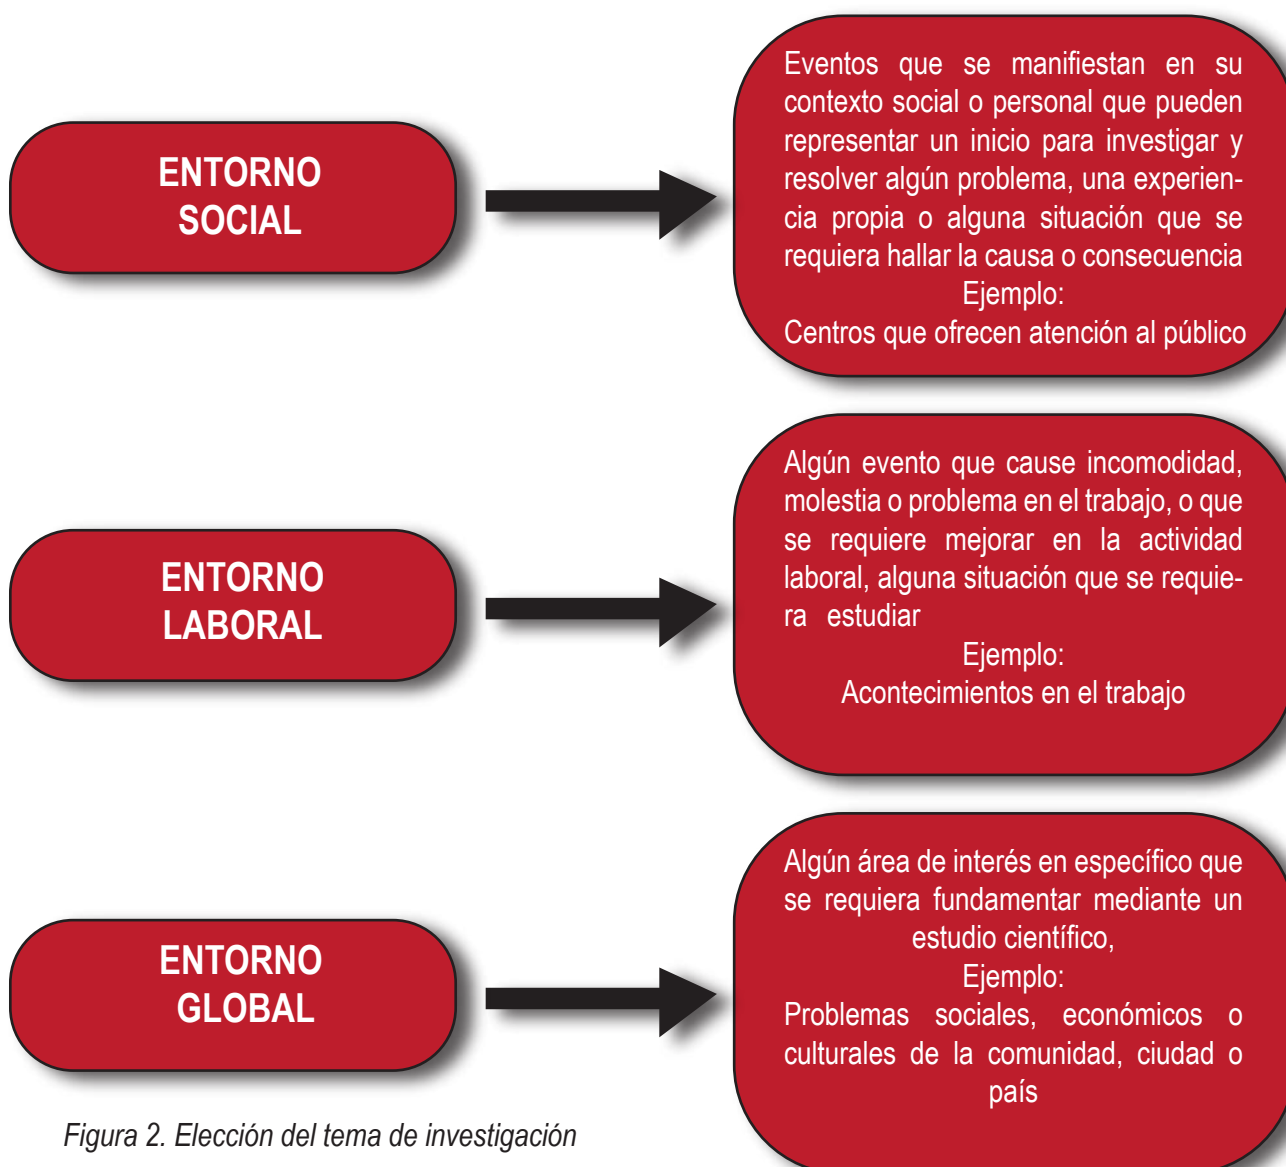 ENTORNO
SOCIAL
Eventos que se manifiestan en su
contexto social o personal que pueden
representar un inicio para investigar y
resolver algún problema, una experien-
cia propia o alguna situación que se
requiera hallar la causa o consecuencia
Ejemplo:
Centros que ofrecen atención al público
ENTORNO
LABORAL
Algún evento que cause incomodidad,
molestia o problema en el trabajo, o que
se requiere mejorar en la actividad
laboral, alguna situación que se requie-
ra estudiar
Ejemplo:
Acontecimientos en el trabajo
ENTORNO
GLOBAL
Algún área de interés en específico que
se requiera fundamentar mediante un
estudio científico,
Ejemplo:
Problemas sociales, económicos o
culturales de la comunidad, ciudad o
país
Figura 2. Elección del tema de investigación